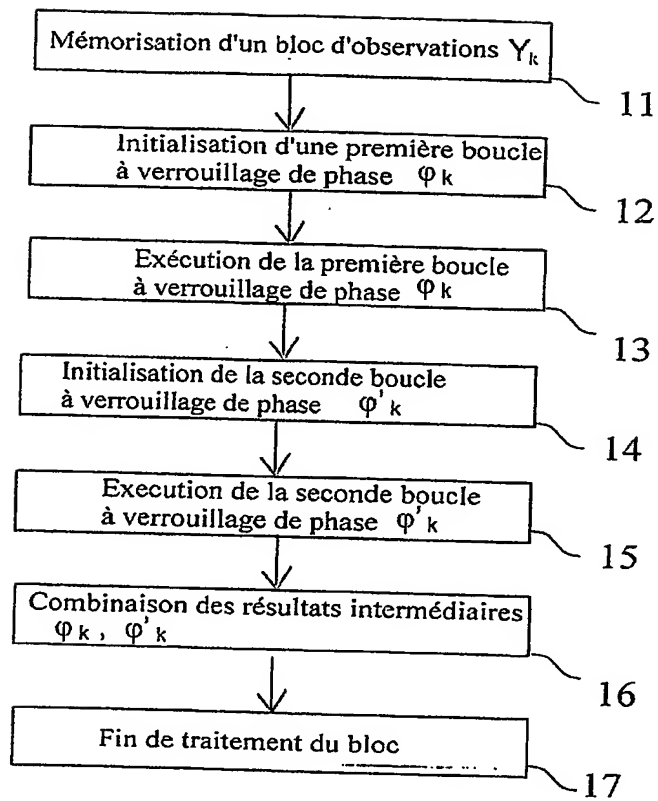 Mémorisation d'un bloc d'observations Yk
11
Initialisation d'une première boucle
à verrouillage de phase φk
12
Exécution de la première boucle
à verrouillage de phase φk
13
Initialisation de la seconde boucle
à verrouillage de phase φ'k
14
Execution de la seconde boucle
à verrouillage de phase φ'k
15
Combinaison des résultats intermédiaires
φk, φ'k
16
Fin de traitement du bloc
17